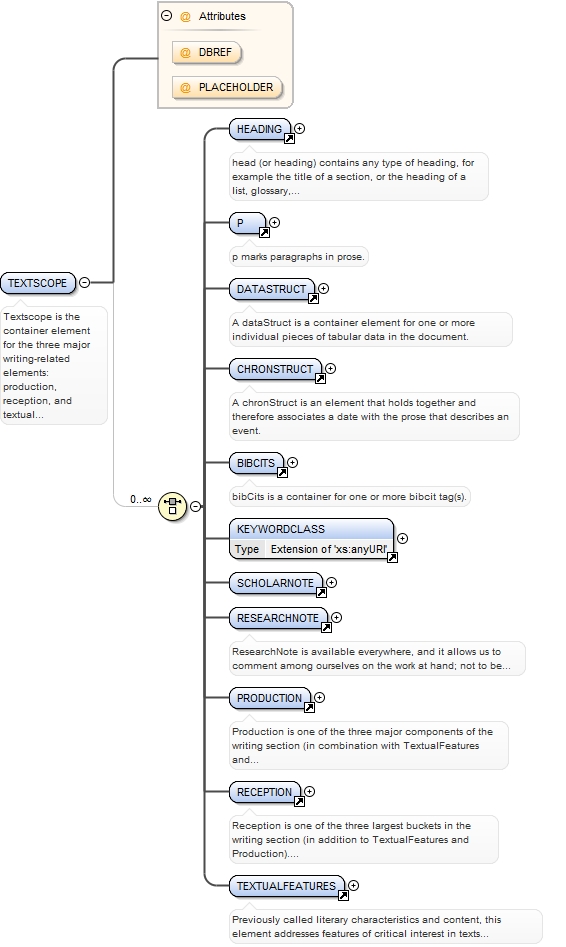 Attributes
@ DBREF
@ PLACEHOLDER
HEADING
head (or heading) contains any type of heading, for
example the title of a section, or the heading of a
list, glossary,...
P
p marks paragraphs in prose.
TEXTSCOPE
Textscope is the
container element
for the three major
writing-related
elements:
production,
reception, and
textual...
DATASTRUCT
A dataStruct is a container element for one or more
individual pieces of tabular data in the document.
CHRONSTRUCT
A chronStruct is an element that holds together and
therefore associates a date with the prose that describes an
event.
BIBCITS
bibCits is a container for one or more bibcit tag(s).
0..∞
KEYWORDCLASS
Type Extension of 'xs:anyURI'
SCHOLARNOTE
RESEARCHNOTE
ResearchNote is available everywhere, and it allows us to
comment among ourselves on the work at hand; not to be...
PRODUCTION
Production is one of the three major components of the
writing section (in combination with TextualFeatures
and...
RECEPTION
Reception is one of the three largest buckets in the
writing section (in addition to TextualFeatures and
Production)....
TEXTUALFEATURES
Previously called literary characteristics and content, this
element addresses features of critical interest in texts...